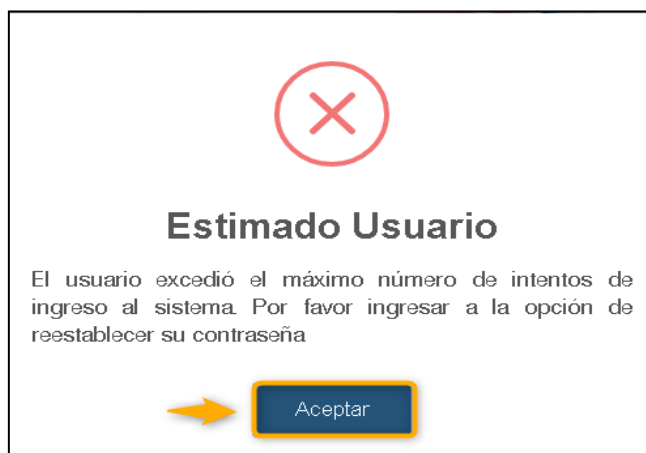 Estimado Usuario
El usuario excedió el máximo número de intentos de
ingreso al sistema. Por favor ingresar a la opción de
reestablecer su contraseña
Aceptar